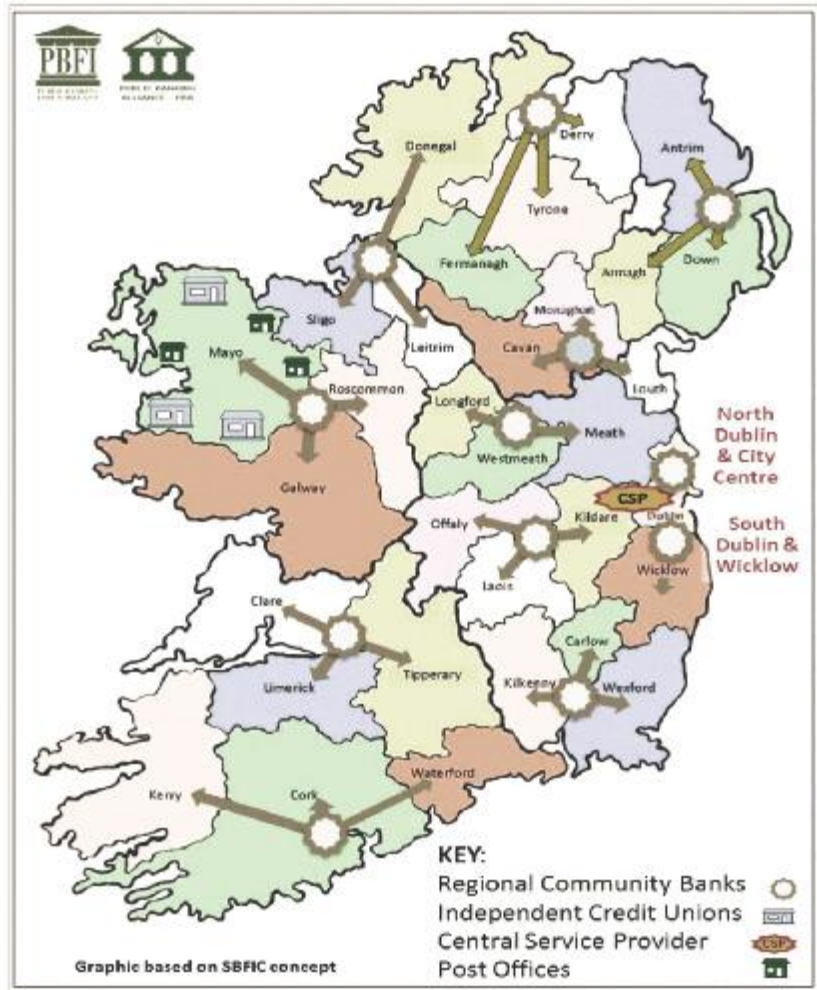 PBFI
Donegal
Derry
Antrim
Tyrone
Fermanagh
Armagh
Down
Monaghan
Sligo
Leitrim
Cavan
Mayo
Louth
Roscommon
Longford
Meath
Westmeath
North
Dublin
& City
Centre
Galway
CSP
Offaly
Kildare
Dublin
South
Dublin &
Wicklow
Laois
Wicklow
Clare
Carlow
Tipperary
Limerick
Kilkenny
Wexford
Waterford
Kerry
Cork
KEY:
Regional Community Banks
Independent Credit Unions
Central Service Provider
CSP
Post Offices
Graphic based on SBFIC concept